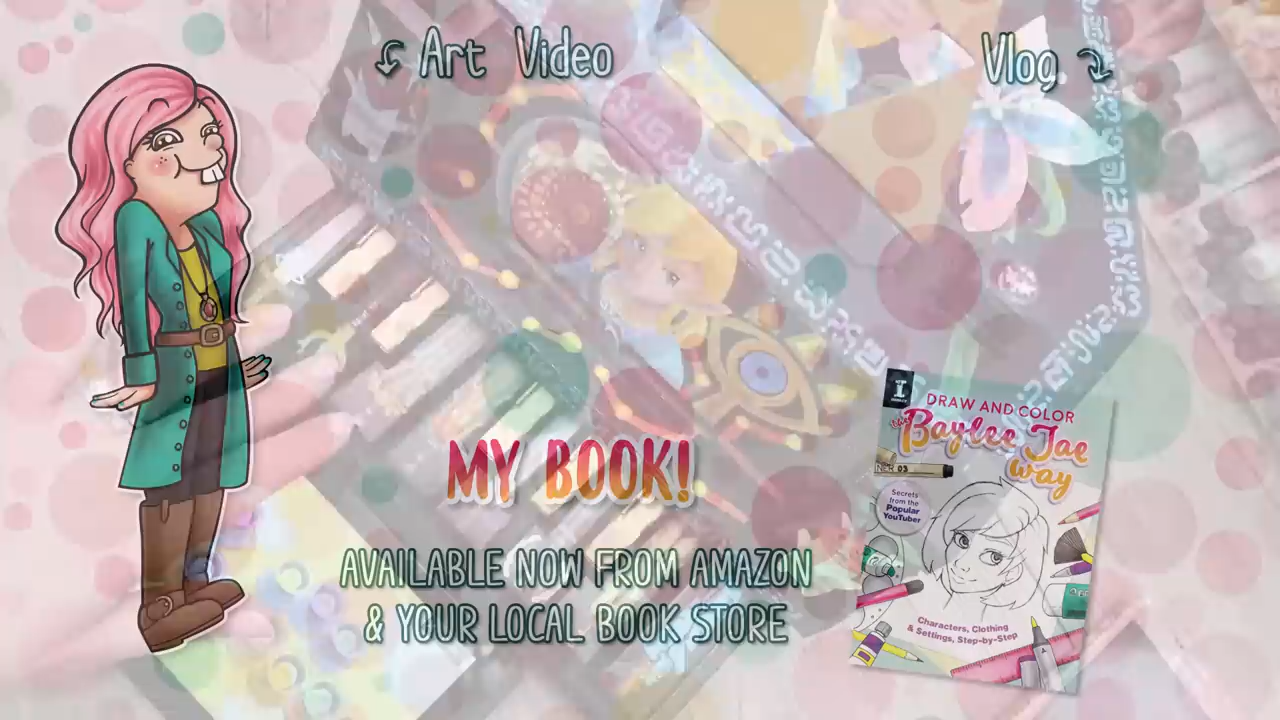 Art Video
Vlog
MY BOOK!
AVAILABLE NOW FROM AMAZON
& YOUR LOCAL BOOK STORE
DRAW AND COLOR
the Baylee Jae
way
Secrets
from the
Popular
YouTuber
Characters, Clothing
& Settings, Step-by-Step